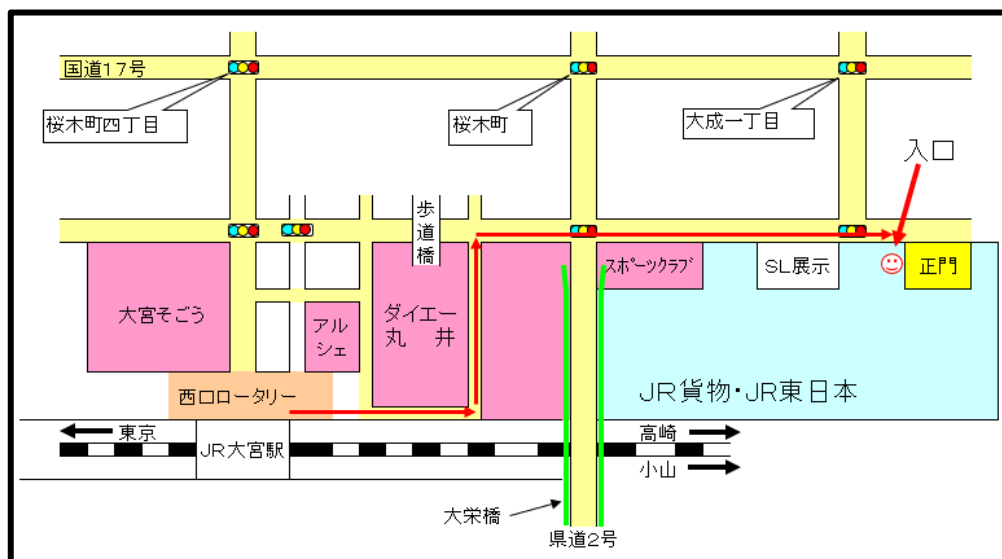 国道17号
桜木町四丁目
桜木町
大成一丁目
入口
歩
道
橋
大宮そごう
アル
シェ
ダイエー
丸 井
スポーツクラブ
SL展示
正門
西口ロータリー
JR貨物・JR東日本
東京
JR大宮駅
高崎
小山
大栄橋
県道2号